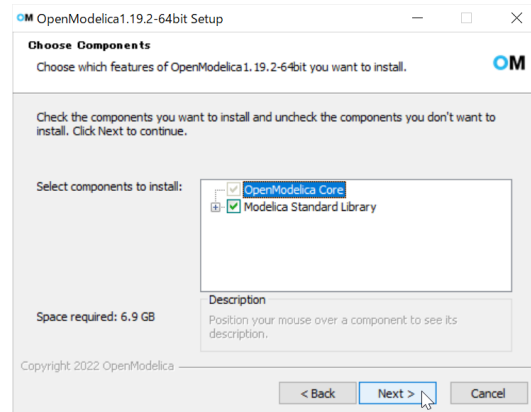 OM OpenModelica1.19.2-64bit Setup
Choose Components
Choose which features of OpenModelica1.19.2-64bit you want to install.
OM
Check the components you want to install and uncheck the components you don't want to
install. Click Next to continue.
Select components to install:
OpenModelica Core
Modelica Standard Library
Space required: 6.9 GB
Description
Position your mouse over a component to see its
description.
Copyright 2022 OpenModelica
< Back
Next >
Cancel